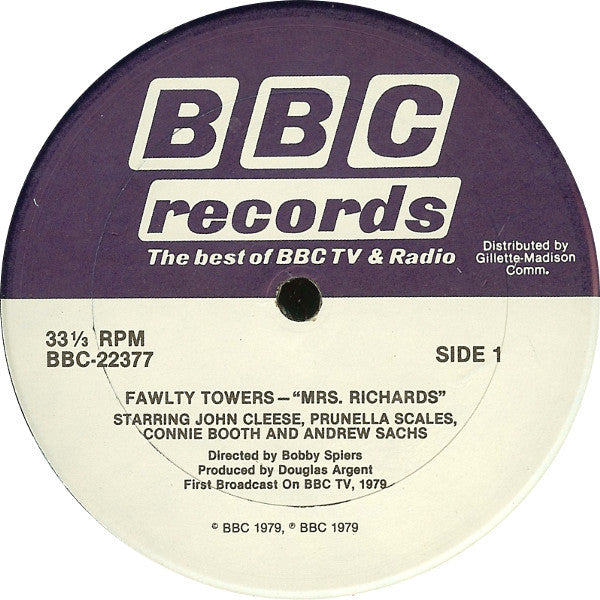 BBC
records
The best of BBC TV & Radio
Distributed by
Gillette-Madison
Comm.
33⅓ RPM
BBC-22377
SIDE 1
FAWLTY TOWERS — "MRS. RICHARDS"
STARRING JOHN CLEESE, PRUNELLA SCALES,
CONNIE BOOTH AND ANDREW SACHS
Directed by Bobby Spiers
Produced by Douglas Argent
First Broadcast On BBC TV, 1979
© BBC 1979, ℗ BBC 1979